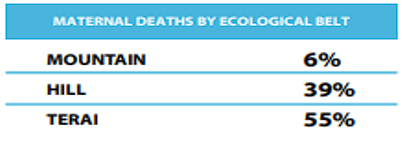 MATERNAL DEATHS BY ECOLOGICAL BELT
MOUNTAIN 6%
HILL 39%
TERAI 55%